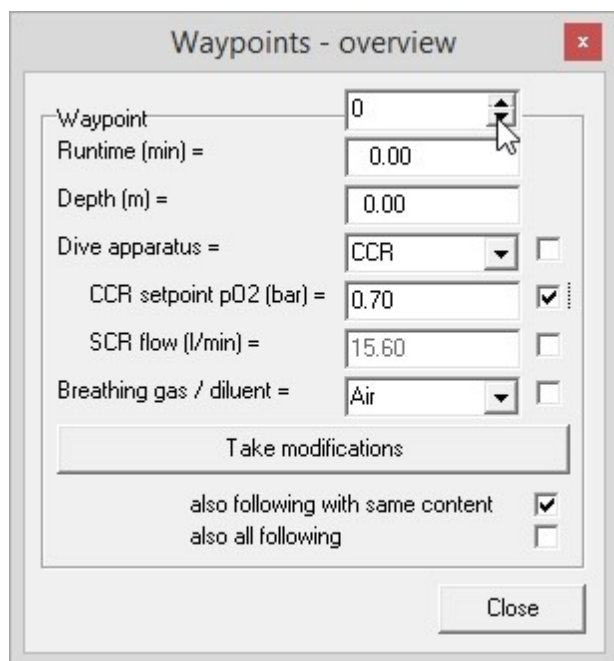 Waypoints - overview x
Waypoint 0
Runtime (min) = 0.00
Depth (m) = 0.00
Dive apparatus = CCR
CCR setpoint pO2 (bar) = 0.70
SCR flow (l/min) = 15.60
Breathing gas / diluent = Air
Take modifications
also following with same content
also all following
Close